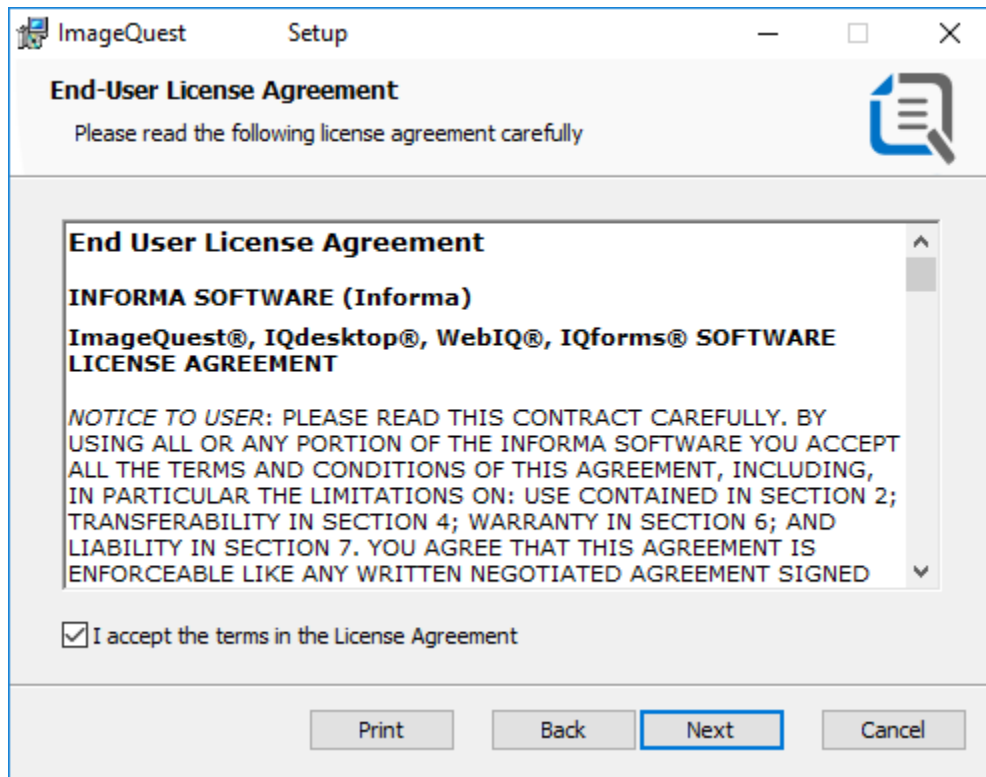 ImageQuest Setup
End-User License Agreement
Please read the following license agreement carefully
End User License Agreement
INFORMA SOFTWARE (Informa)
ImageQuest®, IQdesktop®, WebIQ®, IQforms® SOFTWARE
LICENSE AGREEMENT
NOTICE TO USER: PLEASE READ THIS CONTRACT CAREFULLY. BY
USING ALL OR ANY PORTION OF THE INFORMA SOFTWARE YOU ACCEPT
ALL THE TERMS AND CONDITIONS OF THIS AGREEMENT, INCLUDING,
IN PARTICULAR THE LIMITATIONS ON: USE CONTAINED IN SECTION 2;
TRANSFERABILITY IN SECTION 4; WARRANTY IN SECTION 6; AND
LIABILITY IN SECTION 7. YOU AGREE THAT THIS AGREEMENT IS
ENFORCEABLE LIKE ANY WRITTEN NEGOTIATED AGREEMENT SIGNED
I accept the terms in the License Agreement
Print Back Next Cancel